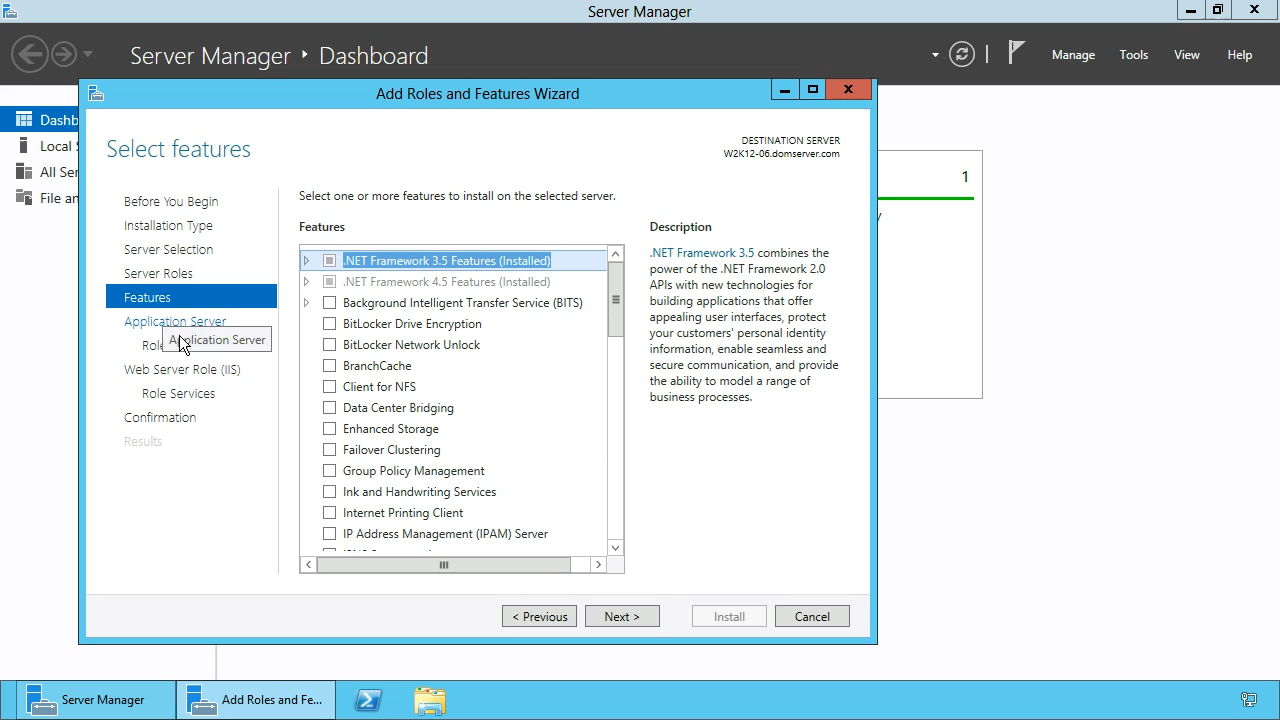 Server Manager
Server Manager
Dashboard
Manage
Tools
View
Help
Add Roles and Features Wizard
Dashb
Local S
All Ser
File an
1
Select features
DESTINATION SERVER
W2K12-06.domserver.com
Before You Begin
Installation Type
Server Selection
Server Roles
Features
Application Server
Application Server
Role
Web Server Role (IIS)
Role Services
Confirmation
Results
Select one or more features to install on the selected server.
Features
.NET Framework 3.5 Features (Installed)
.NET Framework 4.5 Features (Installed)
Background Intelligent Transfer Service (BITS)
BitLocker Drive Encryption
BitLocker Network Unlock
BranchCache
Client for NFS
Data Center Bridging
Enhanced Storage
Failover Clustering
Group Policy Management
Ink and Handwriting Services
Internet Printing Client
IP Address Management (IPAM) Server
Description
.NET Framework 3.5 combines the
power of the .NET Framework 2.0
APIs with new technologies for
building applications that offer
appealing user interfaces, protect
your customers' personal identity
information, enable seamless and
secure communication, and provide
the ability to model a range of
business processes.
< Previous
Next >
Install
Cancel
Server Manager
Add Roles and Fe...